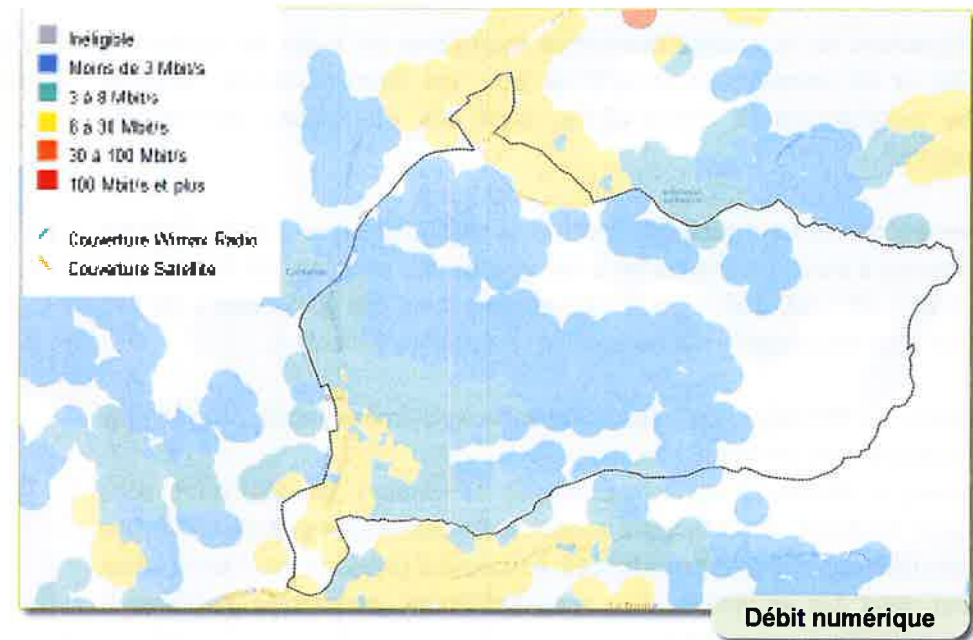 Inéligible
Moins de 3 Mbit/s
3 à 8 Mbit/s
8 à 30 Mbit/s
30 à 100 Mbit/s
100 Mbit/s et plus
Couverture Wimax Radio
Couverture Satellite
Débit numérique